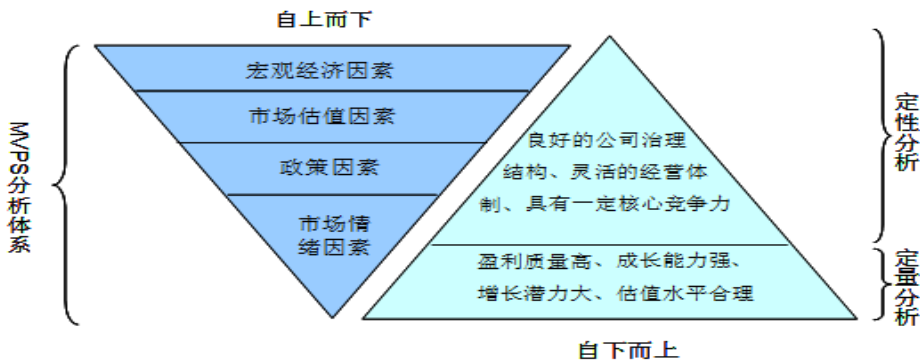 自上而下
MVPS分析体系
宏观经济因素
市场估值因素
政策因素
市场情
绪因素
良好的公司治理
结构、灵活的经营体
制、具有一定核心竞争力
盈利质量高、成长能力强、
增长潜力大、估值水平合理
定性分析
定量分析
自下而上